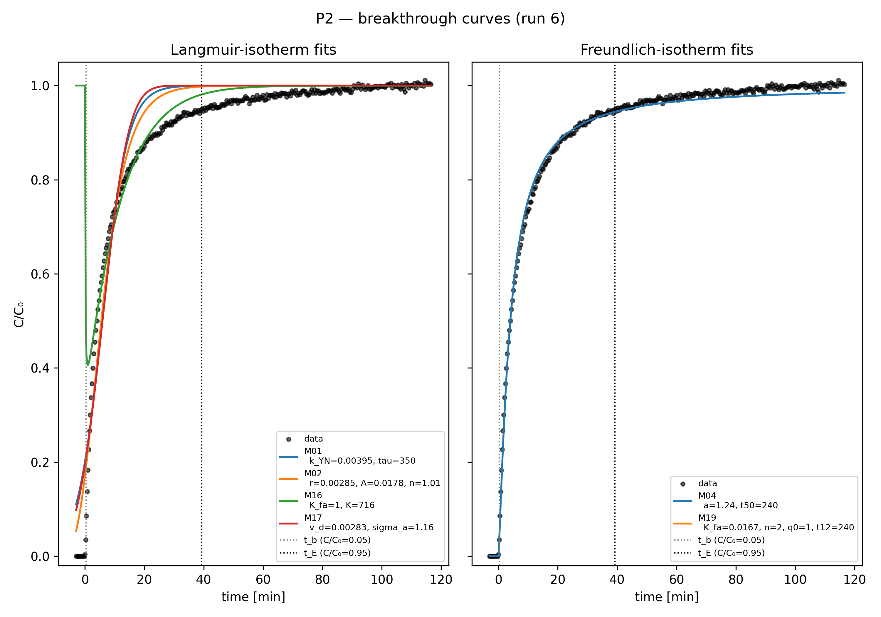 P2 — breakthrough curves (run 6)
Langmuir-isotherm fits
C/C₀
1.0
0.8
0.6
0.4
0.2
0.0
0 20 40 60 80 100 120
time [min]
data
M01
k_YN=0.00395, tau=350
M02
r=0.00285, A=0.0178, n=1.01
M16
K_fa=1, K=716
M17
v_d=0.00283, sigma_a=1.16
t_b (C/C₀=0.05)
t_E (C/C₀=0.95)
Freundlich-isotherm fits
0 20 40 60 80 100 120
time [min]
data
M04
a=1.24, t50=240
M19
K_fa=0.0167, n=2, q0=1, t12=240
t_b (C/C₀=0.05)
t_E (C/C₀=0.95)